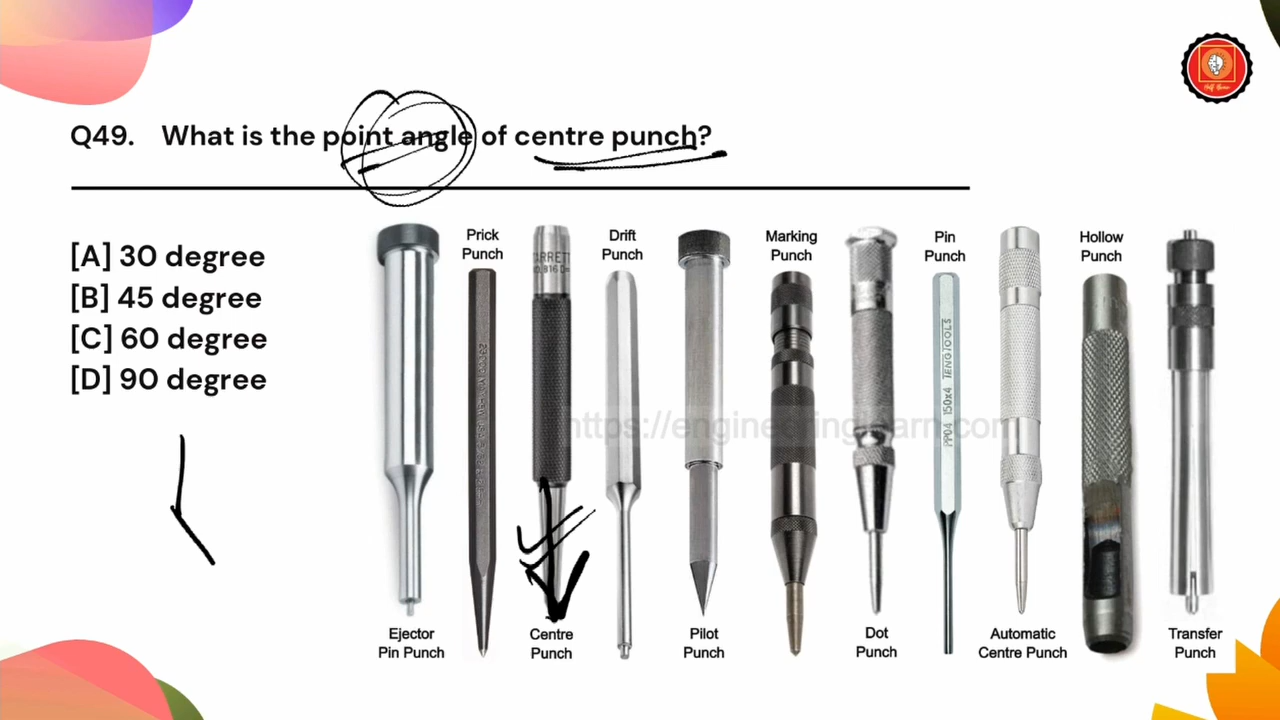 Q49. What is the point angle of centre punch?
[A] 30 degree
[B] 45 degree
[C] 60 degree
[D] 90 degree
Prick
Punch
Drift
Punch
Marking
Punch
Pin
Punch
Hollow
Punch
TENGTOOLS
PP04 150x4
https://engineeringlearn.com
Ejector
Pin Punch
Centre
Punch
Pilot
Punch
Dot
Punch
Automatic
Centre Punch
Transfer
Punch